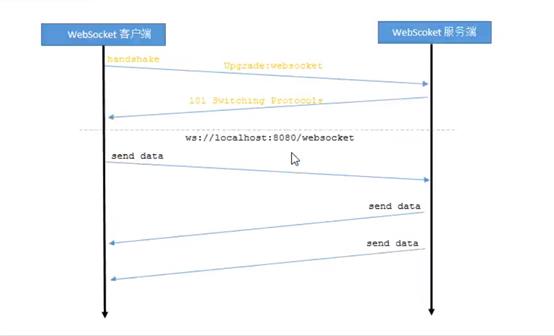 WebSocket 客户端
WebScoket 服务端
handshake
Upgrade:websocket
101 Switching Protocols
ws://localhost:8080/websocket
send data
send data
send data